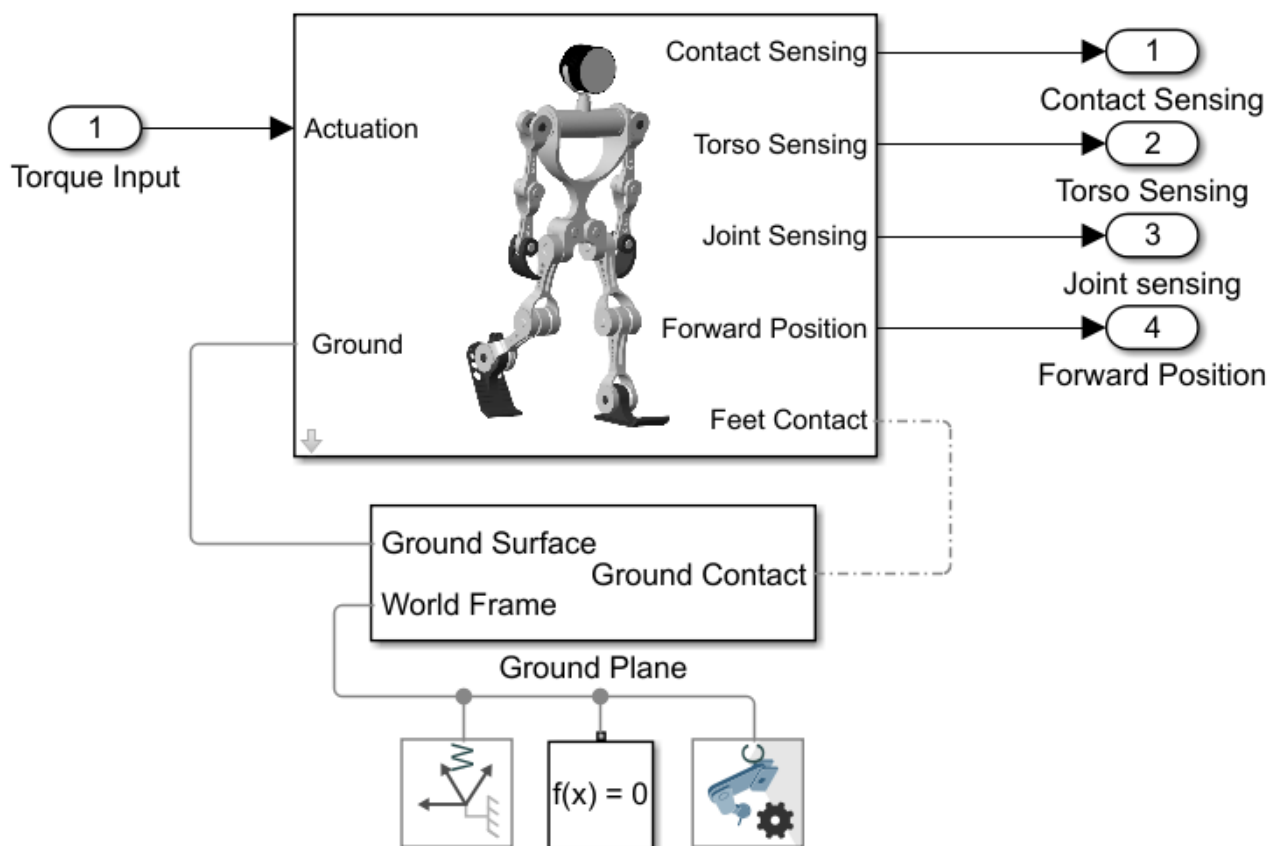 Contact Sensing
1
Contact Sensing
1
Actuation
Torque Input
Torso Sensing
2
Torso Sensing
Joint Sensing
3
Joint sensing
Ground
Forward Position
4
Forward Position
Feet Contact
Ground Surface
Ground Contact
World Frame
Ground Plane
W
f(x) = 0
C